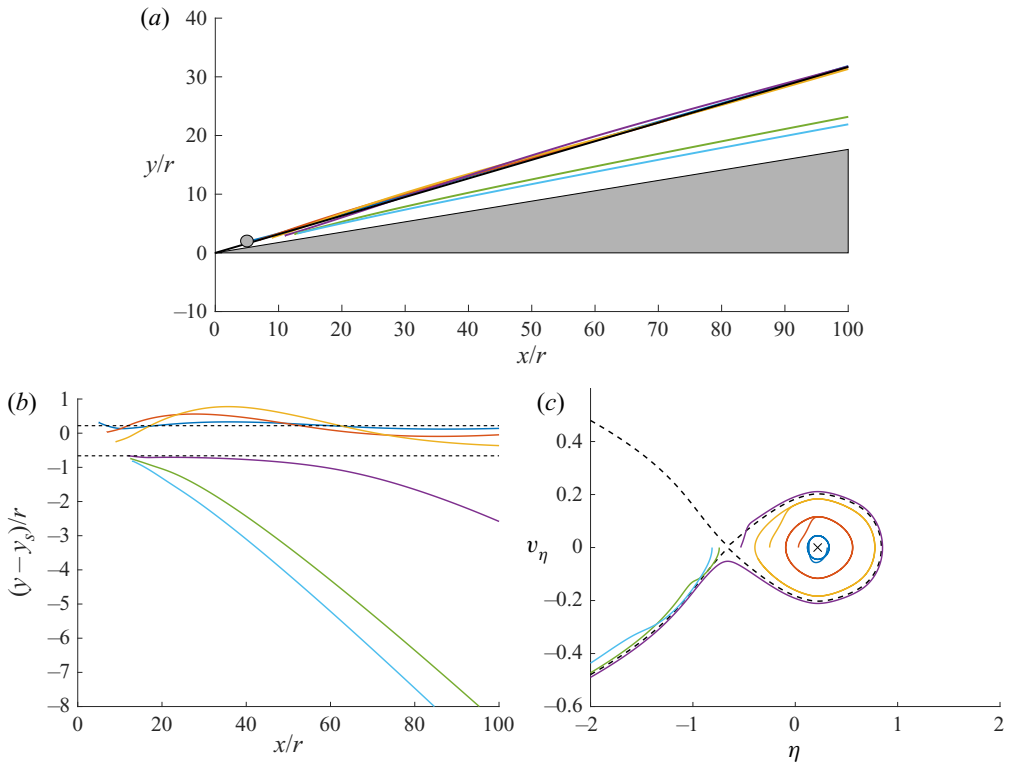 (a)
40
30
20
10
0
–10
y/r
0 10 20 30 40 50 60 70 80 90 100
x/r
(b)
1
0
–1
–2
–3
–4
–5
–6
–7
–8
(y – yₛ)/r
0 20 40 60 80 100
x/r
(c)
0.4
0.2
0
–0.2
–0.4
–0.6
v_η
–2 –1 0 1 2
η